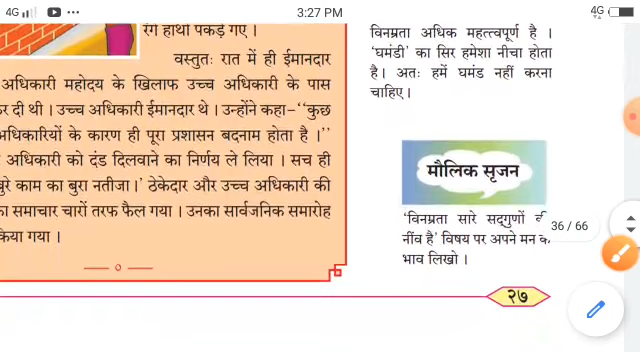 4G
3:27 PM
4G
रंगे हाथों पकड़े गए ।
वस्तुतः रात में ही ईमानदार
अधिकारी महोदय के खिलाफ उच्च अधिकारी के पास
दी थी । उच्च अधिकारी ईमानदार थे । उन्होंने कहा-‘‘कुछ
अधिकारियों के कारण ही पूरा प्रशासन बदनाम होता है ।’’
अधिकारी को दंड दिलवाने का निर्णय ले लिया । सच ही
बुरे काम का बुरा नतीजा ।’ ठेकेदार और उच्च अधिकारी की
समाचार चारों तरफ फैल गया । उनका सार्वजनिक समारोह
किया गया ।
विनम्रता अधिक महत्त्वपूर्ण है ।
‘घमंडी’ का सिर हमेशा नीचा होता
है। अतः हमें घमंड नहीं करना
चाहिए ।
मौलिक सृजन
‘विनम्रता सारे सद्गुणों की
नींव है’ विषय पर अपने मन के
भाव लिखो ।
36 / 66
२७